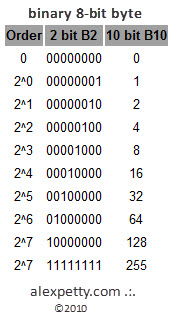 binary 8-bit byte
Order 2 bit B2 10 bit B10
0 00000000 0
2^0 00000001 1
2^1 00000010 2
2^2 00000100 4
2^3 00001000 8
2^4 00010000 16
2^5 00100000 32
2^6 01000000 64
2^7 10000000 128
2^7 11111111 255
alexpetty.com .:.
©2010